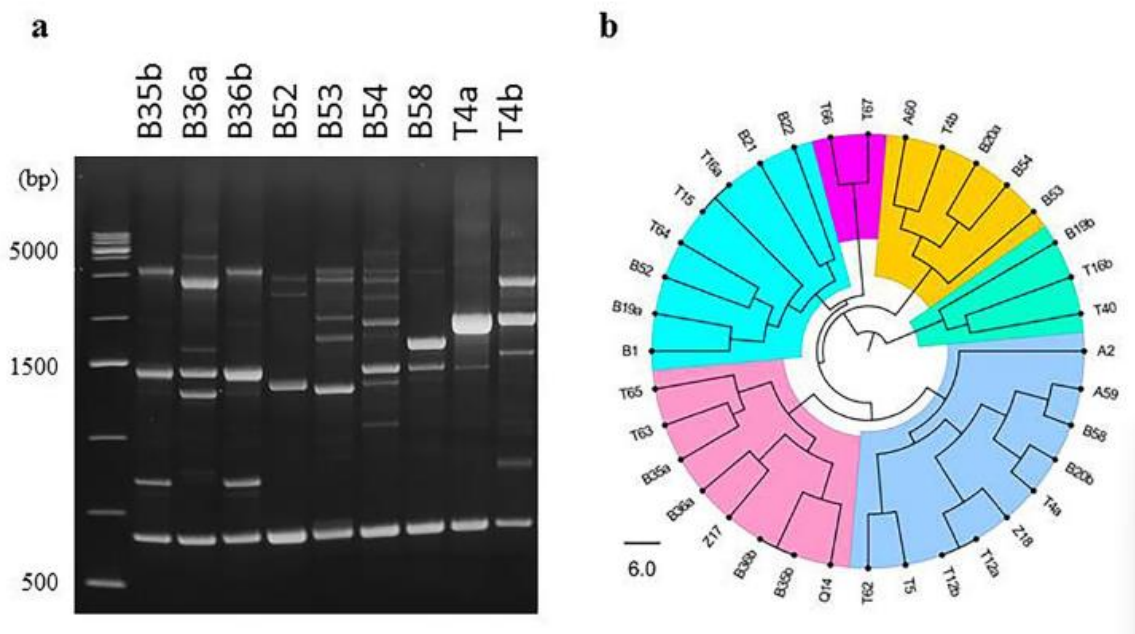 a
B35b
B36a
B36b
B52
B53
B54
B58
T4a
T4b
(bp)
5000
1500
500
b
T66
T67
A60
T4b
B20a
B54
B53
B19b
T16b
T40
A2
A59
B58
B20b
T4a
Z18
T12a
T12b
T5
T62
Q14
B35b
B36b
Z17
B36a
B35a
T63
T65
B1
B19a
B52
T64
T15
T16a
B21
B22
6.0